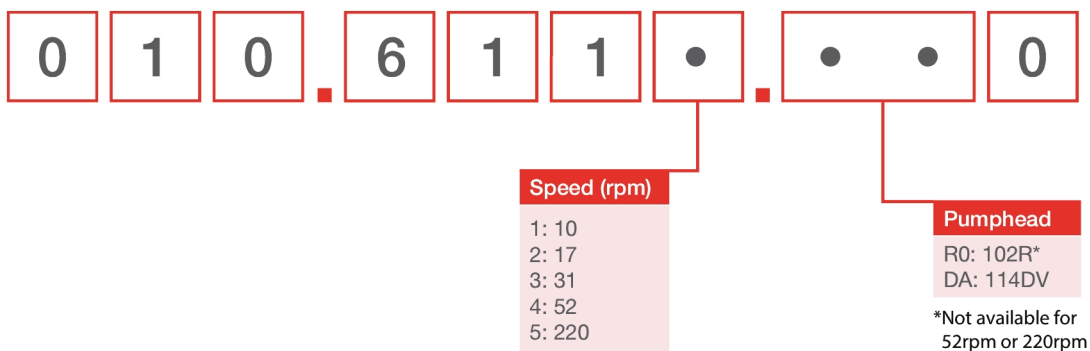 0 1 0 . 6 1 1 • . • • 0
Speed (rpm)
1: 10
2: 17
3: 31
4: 52
5: 220
Pumphead
R0: 102R*
DA: 114DV
*Not available for
52rpm or 220rpm